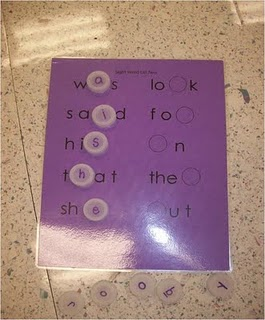 was lo k
said fo
his n
that the
she ut
o o y